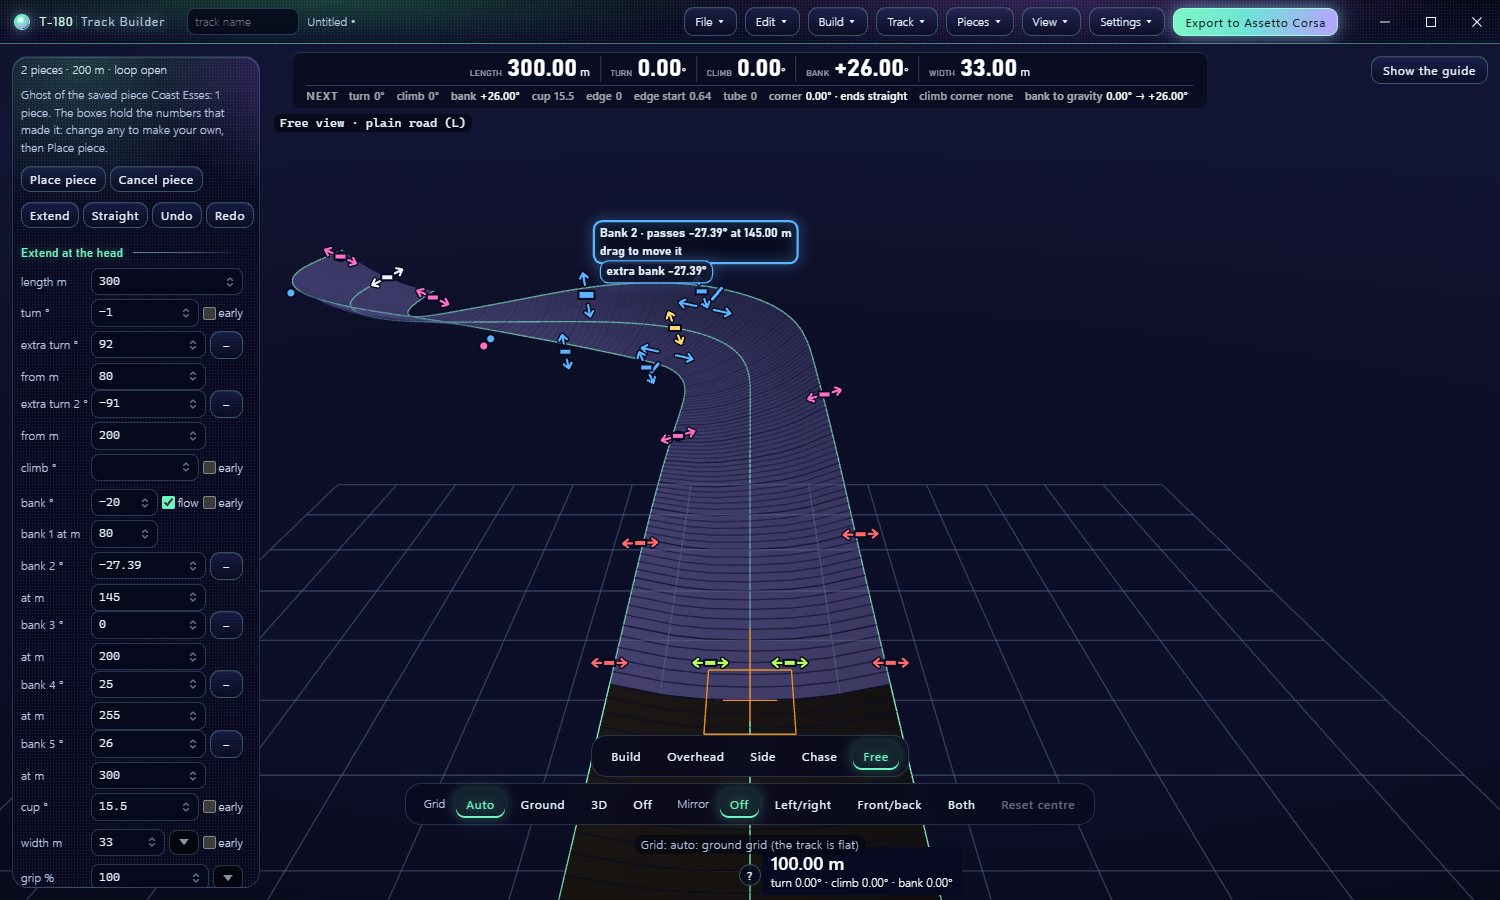 T-180 Track Builder
track name
Untitled •
File ▾
Edit ▾
Build ▾
Track ▾
Pieces ▾
View ▾
Settings ▾
Export to Assetto Corsa
2 pieces · 200 m · loop open
Ghost of the saved piece Coast Esses: 1
piece. The boxes hold the numbers that
made it: change any to make your own,
then Place piece.
Place piece
Cancel piece
Extend
Straight
Undo
Redo
Extend at the head
length m 300
turn ° −1 early
extra turn ° 92 −
from m 80
extra turn 2 ° −91 −
from m 200
climb ° early
bank ° −20 flow early
bank 1 at m 80
bank 2 ° −27.39 −
at m 145
bank 3 ° 0 −
at m 200
bank 4 ° 25 −
at m 255
bank 5 ° 26 −
at m 300
cup ° 15.5 early
width m 33 early
grip % 100
LENGTH 300.00 m TURN 0.00° CLIMB 0.00° BANK +26.00° WIDTH 33.00 m
NEXT turn 0° climb 0° bank +26.00° cup 15.5 edge 0 edge start 0.64 tube 0 corner 0.00° · ends straight climb corner none bank to gravity 0.00° → +26.00°
Show the guide
Free view · plain road (L)
Bank 2 · passes −27.39° at 145.00 m
drag to move it
extra bank −27.39°
Build
Overhead
Side
Chase
Free
Grid Auto Ground 3D Off Mirror Off Left/right Front/back Both Reset centre
Grid: auto: ground grid (the track is flat)
?
100.00 m
turn 0.00° · climb 0.00° · bank 0.00°